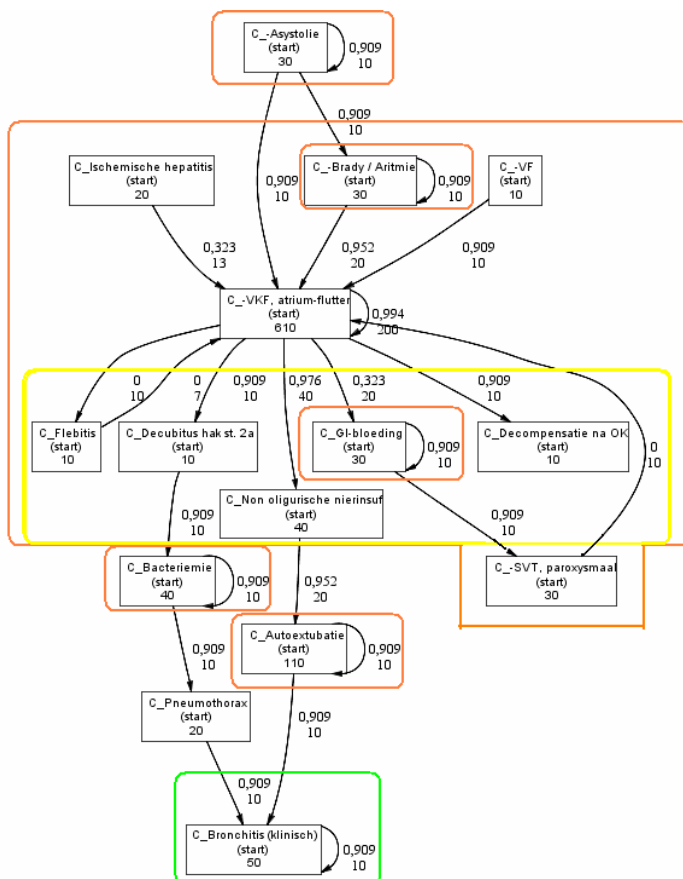 C_-Asystolie
(start)
30
0,909
10
0,909
10
C_Ischemische hepatitis
(start)
20
C_-Brady / Aritmie
(start)
30
0,909
10
C_-VF
(start)
10
0,909
10
0,323
13
0,952
20
0,909
10
C_-VKF, atrium-flutter
(start)
610
0,994
200
0
10
0
7
0,909
10
0,976
40
0,323
20
0,909
10
0
10
C_Flebitis
(start)
10
C_Decubitus hak st. 2a
(start)
10
C_GI-bloeding
(start)
30
0,909
10
C_Decompensatie na OK
(start)
10
C_Non oligurische nierinsuf
(start)
40
0,909
10
0,909
10
C_Bacteriemie
(start)
40
0,909
10
0,952
20
C_-SVT, paroxysmaal
(start)
30
C_Autoextubatie
(start)
110
0,909
10
0,909
10
C_Pneumothorax
(start)
20
0,909
10
0,909
10
C_Bronchitis (klinisch)
(start)
50
0,909
10